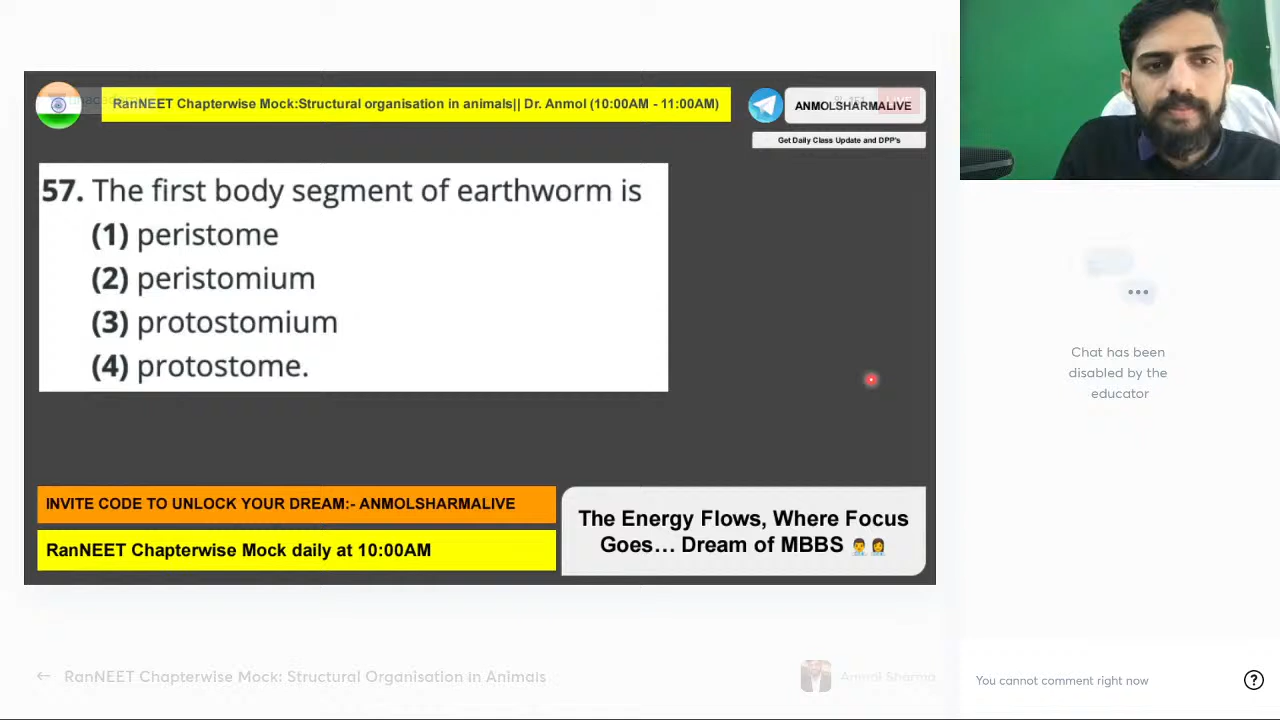 RanNEET Chapterwise Mock:Structural organisation in animals|| Dr. Anmol (10:00AM - 11:00AM)
ANMOLSHARMALIVE
Get Daily Class Update and DPP's
57. The first body segment of earthworm is
(1) peristome
(2) peristomium
(3) protostomium
(4) protostome.
INVITE CODE TO UNLOCK YOUR DREAM:- ANMOLSHARMALIVE
RanNEET Chapterwise Mock daily at 10:00AM
The Energy Flows, Where Focus
Goes... Dream of MBBS
Chat has been
disabled by the
educator
← RanNEET Chapterwise Mock: Structural Organisation in Animals
Anmol Sharma
You cannot comment right now
?